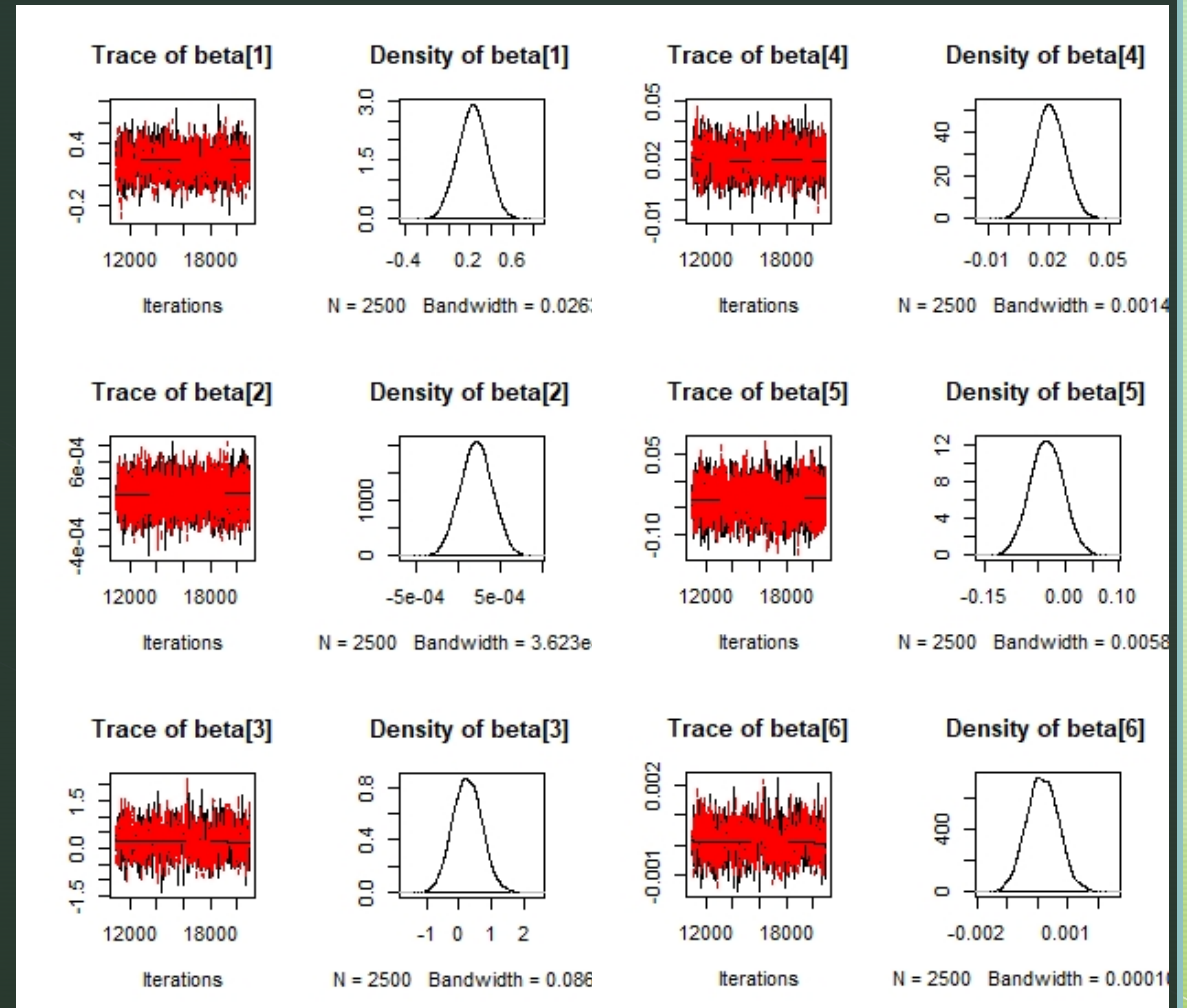 Trace of beta[1]
Density of beta[1]
Trace of beta[4]
Density of beta[4]
-0.2 0.4
0.0 1.5 3.0
-0.01 0.02 0.05
0 20 40
12000 18000
-0.4 0.2 0.6
12000 18000
-0.01 0.02 0.05
Iterations
N = 2500 Bandwidth = 0.026
Iterations
N = 2500 Bandwidth = 0.0014
Trace of beta[2]
Density of beta[2]
Trace of beta[5]
Density of beta[5]
-4e-04 6e-04
0 1000
-0.10 0.05
0 4 8 12
12000 18000
-5e-04 5e-04
12000 18000
-0.15 0.00 0.10
Iterations
N = 2500 Bandwidth = 3.623e
Iterations
N = 2500 Bandwidth = 0.0058
Trace of beta[3]
Density of beta[3]
Trace of beta[6]
Density of beta[6]
-1.5 0.0 1.5
0.0 0.4 0.8
-0.001 0.002
0 400
12000 18000
-1 0 1 2
12000 18000
-0.002 0.001
Iterations
N = 2500 Bandwidth = 0.086
Iterations
N = 2500 Bandwidth = 0.0001